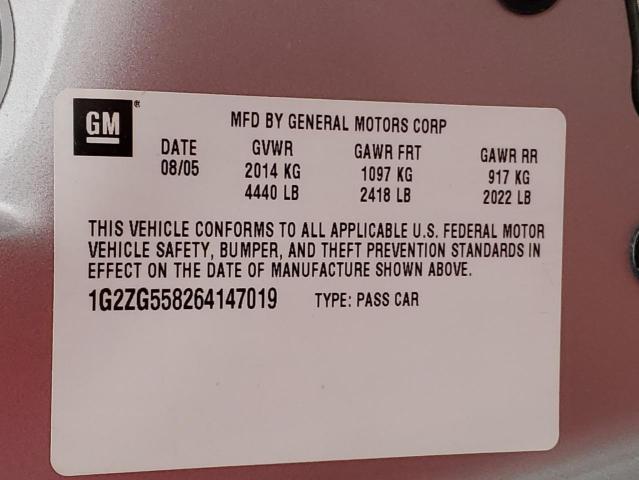 GM®
MFD BY GENERAL MOTORS CORP
DATE GVWR GAWR FRT GAWR RR
08/05 2014 KG 1097 KG 917 KG
4440 LB 2418 LB 2022 LB
THIS VEHICLE CONFORMS TO ALL APPLICABLE U.S. FEDERAL MOTOR
VEHICLE SAFETY, BUMPER, AND THEFT PREVENTION STANDARDS IN
EFFECT ON THE DATE OF MANUFACTURE SHOWN ABOVE.
1G2ZG558264147019 TYPE: PASS CAR